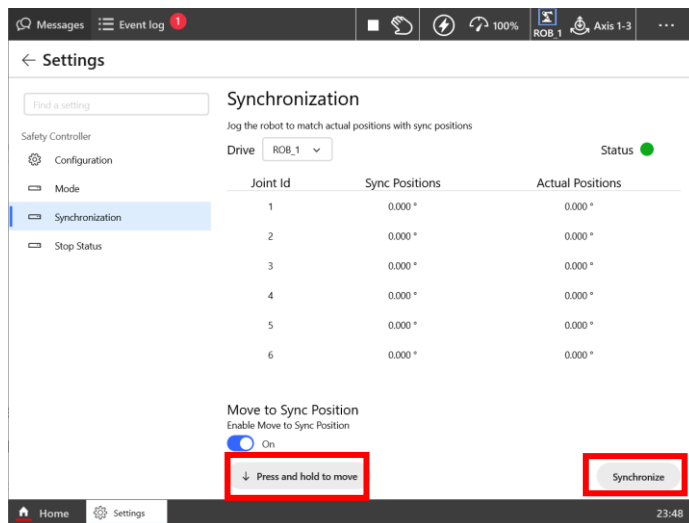 Messages Event log 1 100% ROB_1 Axis 1-3 ...
← Settings
Find a setting
Safety Controller
Configuration
Mode
Synchronization
Stop Status
Synchronization
Jog the robot to match actual positions with sync positions
Drive ROB_1 Status
Joint Id Sync Positions Actual Positions
1 0.000 ° 0.000 °
2 0.000 ° 0.000 °
3 0.000 ° 0.000 °
4 0.000 ° 0.000 °
5 0.000 ° 0.000 °
6 0.000 ° 0.000 °
Move to Sync Position
Enable Move to Sync Position
On
↓ Press and hold to move Synchronize
Home Settings 23:48